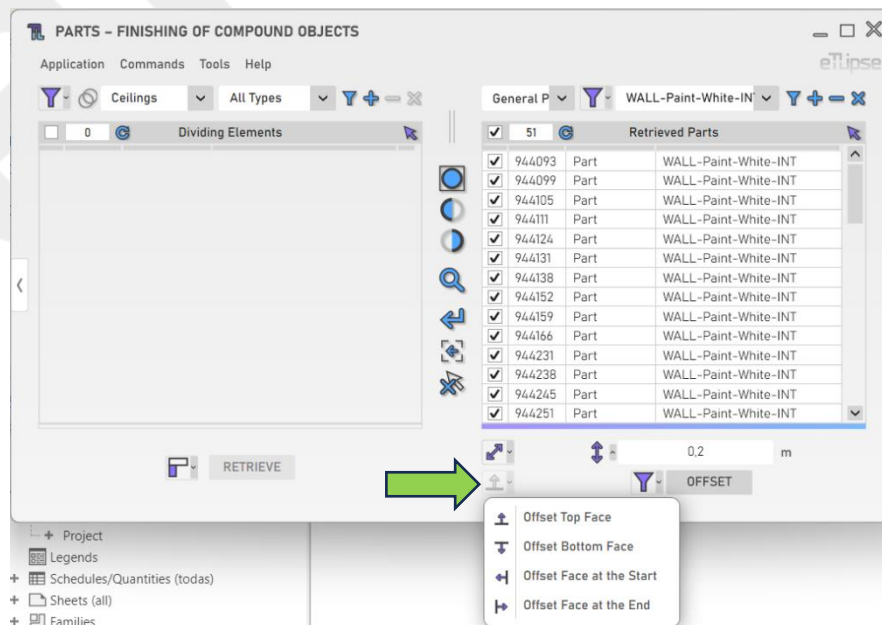 PARTS – FINISHING OF COMPOUND OBJECTS
Application Commands Tools Help
eTLipse
Ceilings All Types
0 Dividing Elements
RETRIEVE
General P WALL-Paint-White-IN
51 Retrieved Parts
944093 Part WALL-Paint-White-INT
944099 Part WALL-Paint-White-INT
944105 Part WALL-Paint-White-INT
944111 Part WALL-Paint-White-INT
944124 Part WALL-Paint-White-INT
944131 Part WALL-Paint-White-INT
944138 Part WALL-Paint-White-INT
944152 Part WALL-Paint-White-INT
944159 Part WALL-Paint-White-INT
944166 Part WALL-Paint-White-INT
944231 Part WALL-Paint-White-INT
944238 Part WALL-Paint-White-INT
944245 Part WALL-Paint-White-INT
944251 Part WALL-Paint-White-INT
0,2 m
OFFSET
Offset Top Face
Offset Bottom Face
Offset Face at the Start
Offset Face at the End
Project
Legends
Schedules/Quantities (todas)
Sheets (all)
Families